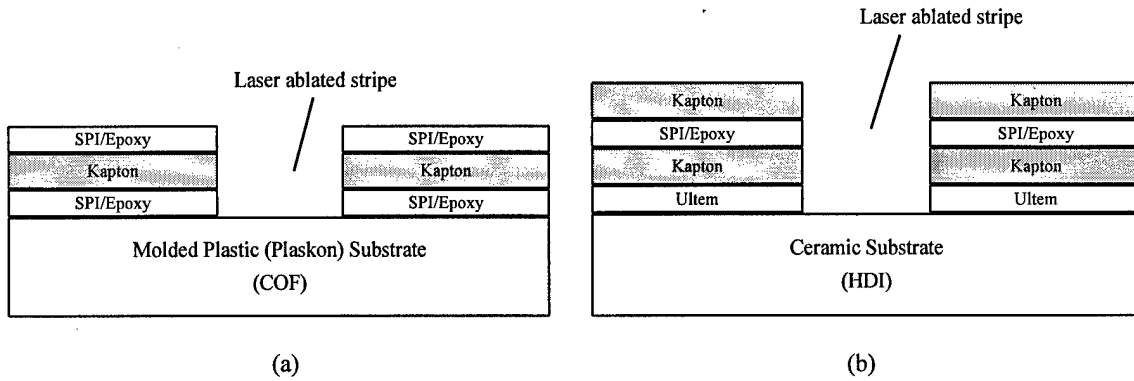 Laser ablated stripe
SPI/Epoxy
SPI/Epoxy
Kapton
Kapton
SPI/Epoxy
SPI/Epoxy
Molded Plastic (Plaskon) Substrate
(COF)
(a)
Laser ablated stripe
Kapton
Kapton
SPI/Epoxy
SPI/Epoxy
Kapton
Kapton
Ultem
Ultem
Ceramic Substrate
(HDI)
(b)